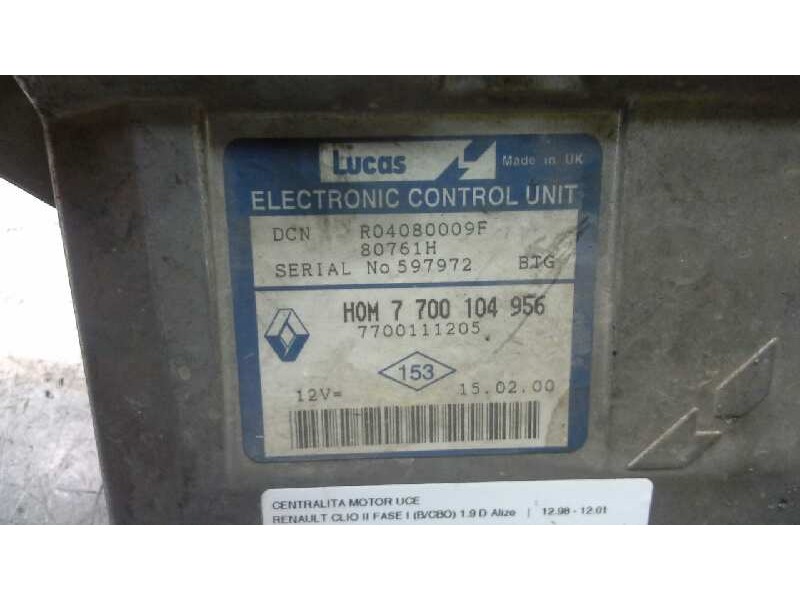 Lucas
Made in UK
ELECTRONIC CONTROL UNIT
DCN R04080009F
80761H
SERIAL No 597972 BTG
HOM 7 700 104 956
7700111205
153
12V= 15.02.00
CENTRALITA MOTOR UCE
RENAULT CLIO II FASE I (B/CBO) 1.9 D Alize | 12.98 - 12.01